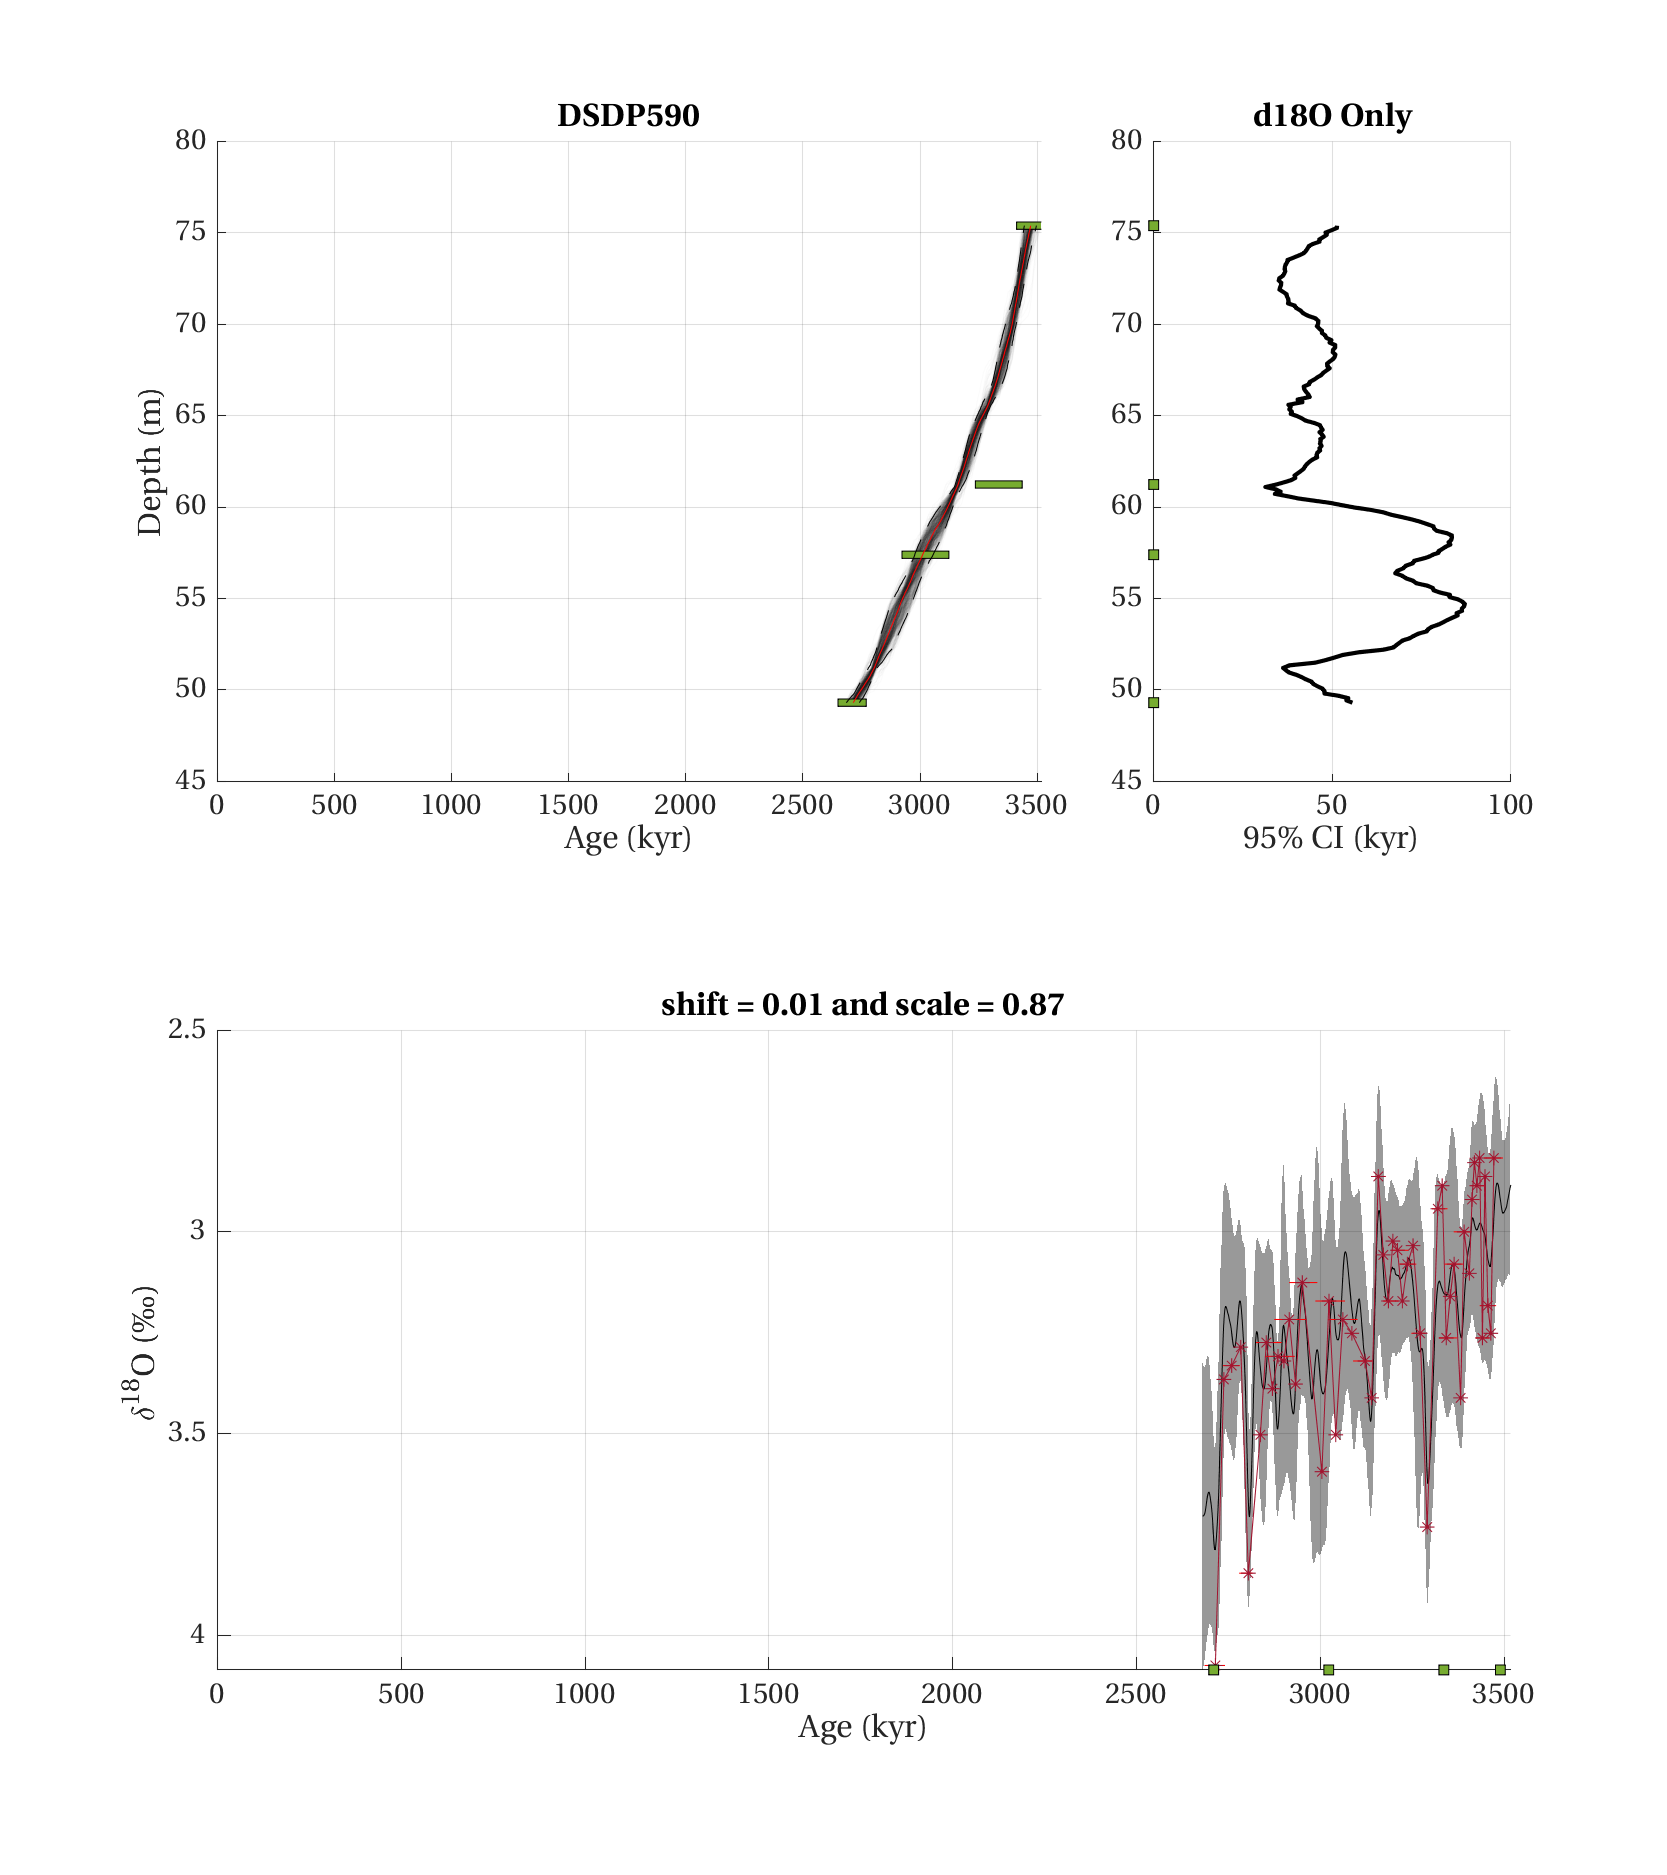 DSDP590
d18O Only
80
75
70
65
60
55
50
45
Depth (m)
0 500 1000 1500 2000 2500 3000 3500
Age (kyr)
80
75
70
65
60
55
50
45
0 50 100
95% CI (kyr)
shift = 0.01 and scale = 0.87
2.5
3
3.5
4
δ¹⁸O (‰)
0 500 1000 1500 2000 2500 3000 3500
Age (kyr)